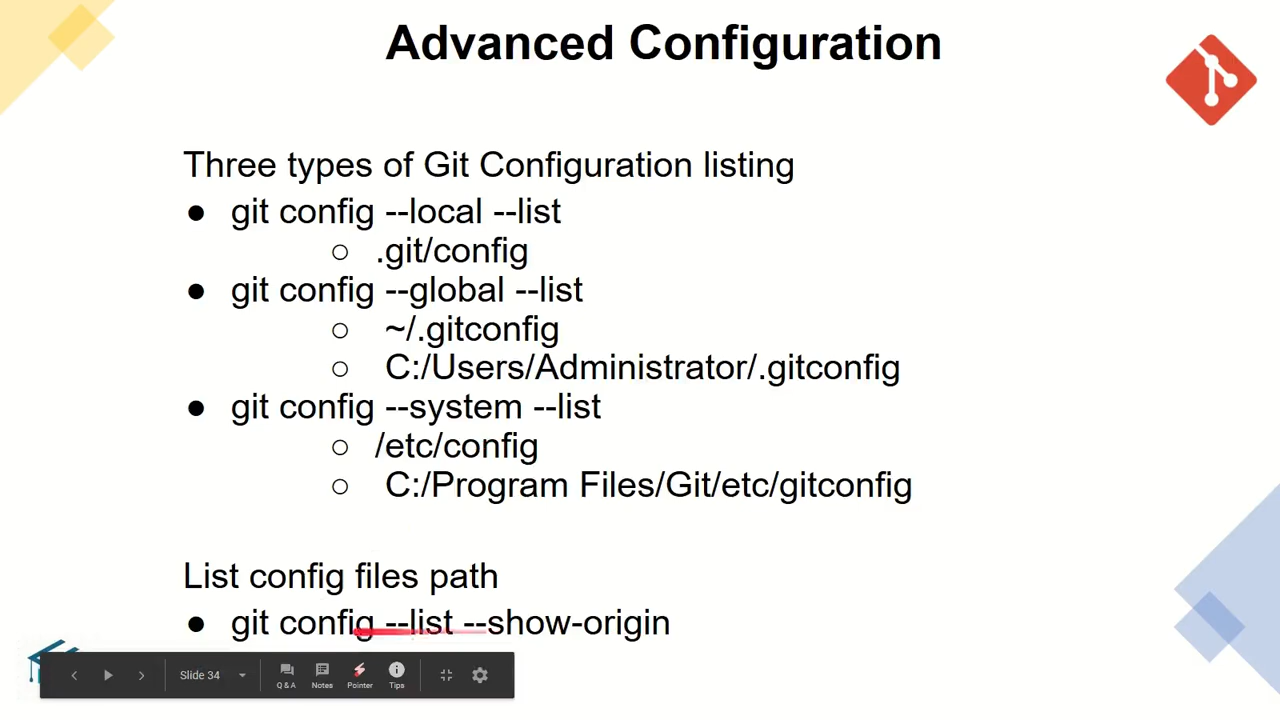 Advanced Configuration
Three types of Git Configuration listing
● git config --local --list
○ .git/config
● git config --global --list
○ ~/.gitconfig
○ C:/Users/Administrator/.gitconfig
● git config --system --list
○ /etc/config
○ C:/Program Files/Git/etc/gitconfig
List config files path
● git config --list --show-origin
Slide 34
Q & A
Notes
Pointer
Tips